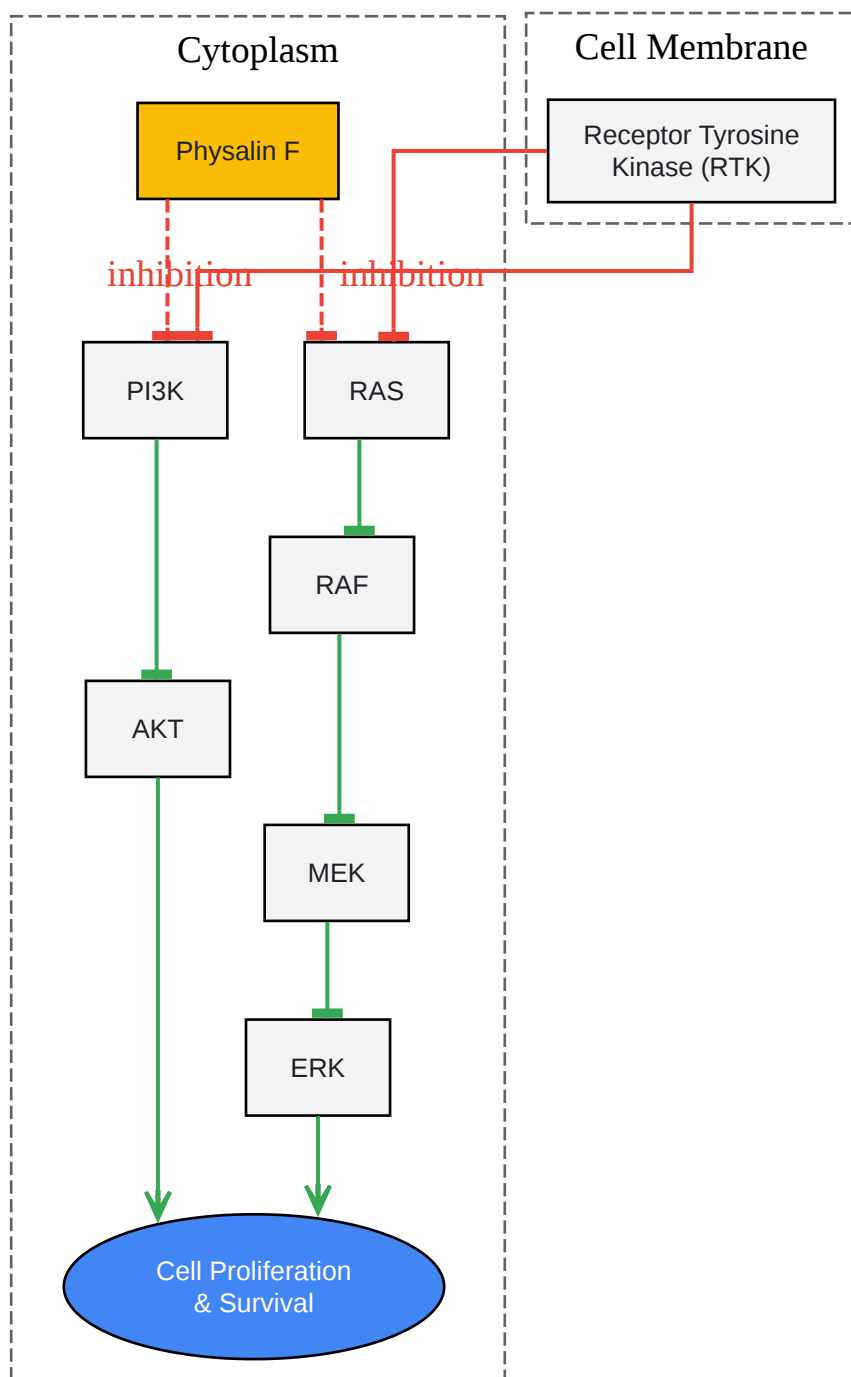 Cytoplasm
Cell Membrane
Physalin F
Receptor Tyrosine
Kinase (RTK)
inhibition
inhibition
PI3K
RAS
RAF
AKT
MEK
ERK
Cell Proliferation
& Survival